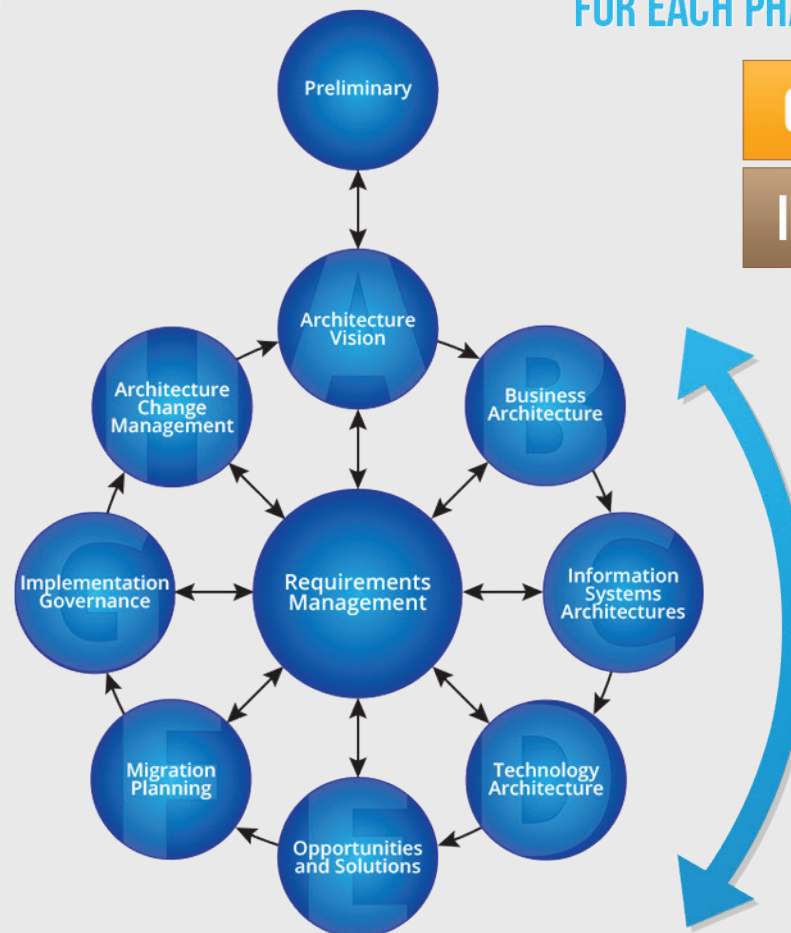 FOR EACH
Preliminary
A
Architecture
Vision
H
Architecture
Change
Management
B
Business
Architecture
G
Implementation
Governance
Requirements
Management
C
Information
Systems
Architectures
F
Migration
Planning
D
Technology
Architecture
E
Opportunities
and Solutions